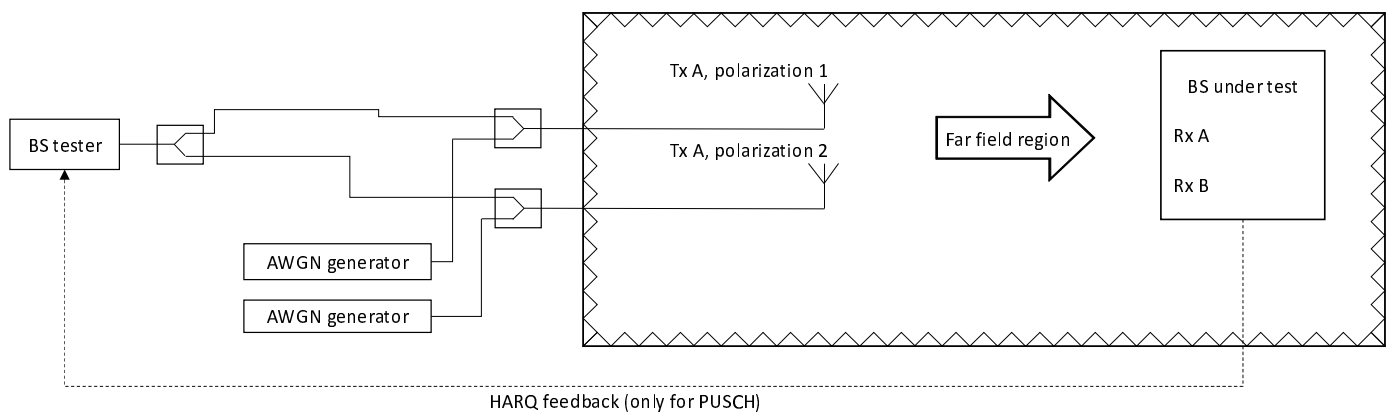 Tx A, polarization 1
BS under test
BS tester
Far field region
Rx A
Tx A, polarization 2
Rx B
AWGN generator
AWGN generator
HARQ feedback (only for PUSCH)